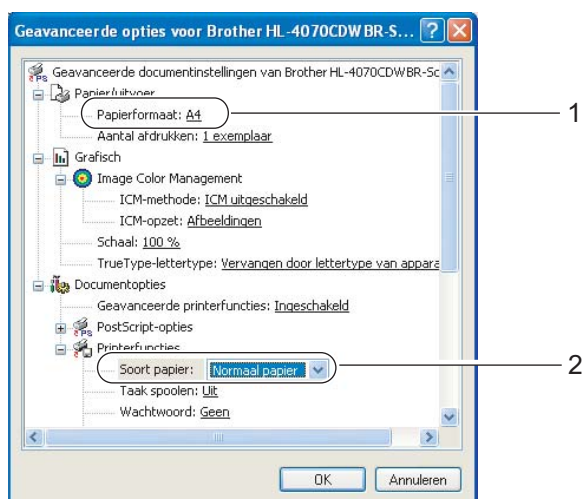 Geavanceerde opties voor Brother HL-4070CDW BR-S...
Geavanceerde documentinstellingen van Brother HL-4070CDWBR-Sc
Papier/uitvoer
Papierformaat: A4
1
Aantal afdrukken: 1 exemplaar
Grafisch
Image Color Management
ICM-methode: ICM uitgeschakeld
ICM-opzet: Afbeeldingen
Schaal: 100 %
TrueType-lettertype: Vervangen door lettertype van appara
Documentopties
Geavanceerde printerfuncties: Ingeschakeld
PostScript-opties
Printerfuncties
Soort papier: Normaal papier
2
Taak spoolen: Uit
Wachtwoord: Geen
OK Annuleren